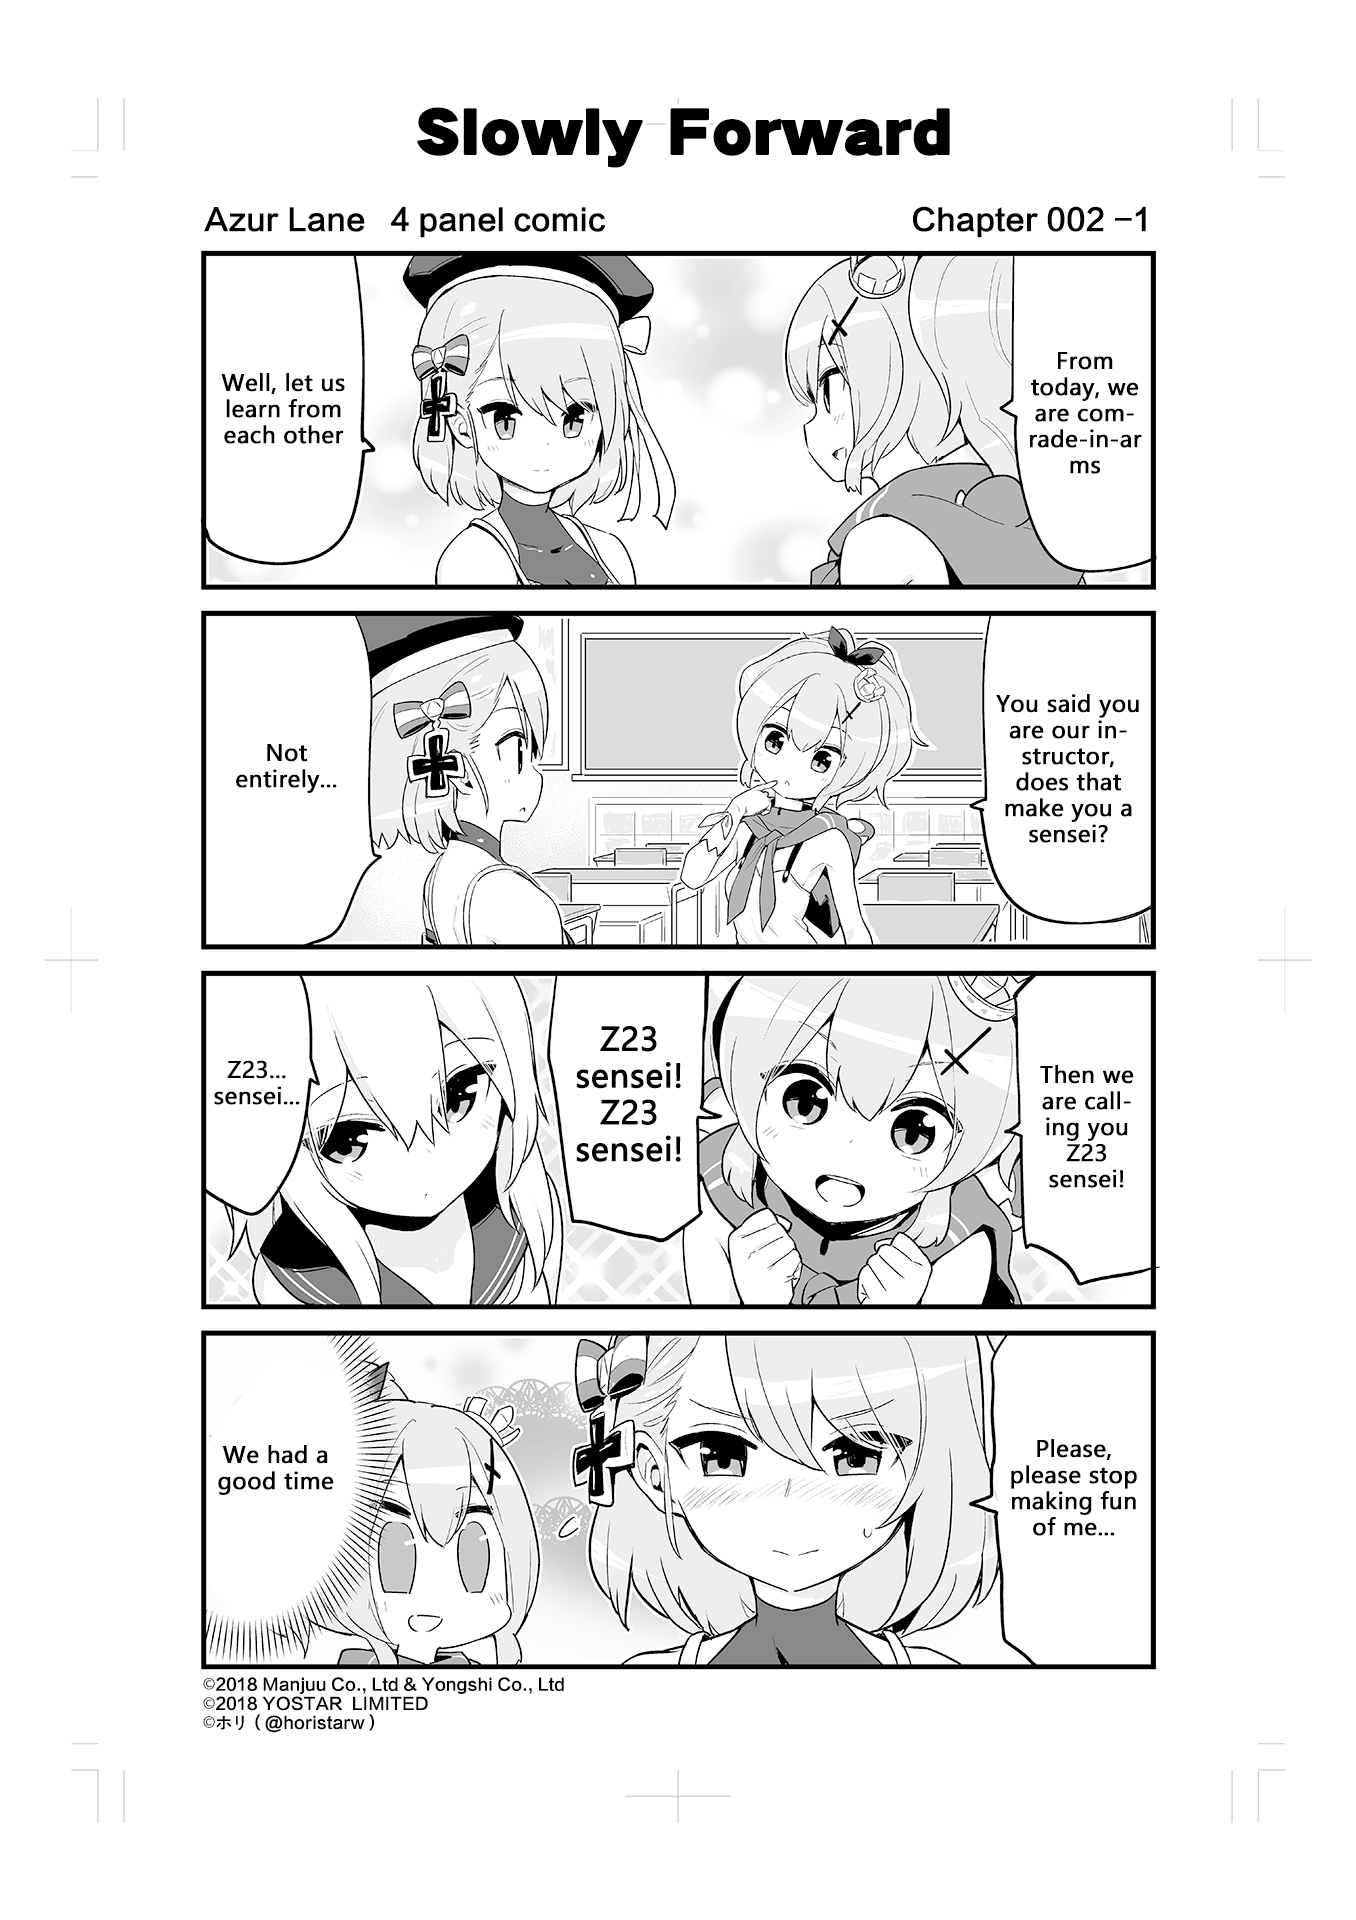 Slowly Forward
Azur Lane 4 panel comic
Chapter 002 –1
From
today, we
are com-
rade-in-ar
ms
Well, let us
learn from
each other
You said you
are our in-
structor,
does that
make you a
sensei?
Not
entirely...
Then we
are call-
ing you
Z23
sensei!
Z23
sensei!
Z23
sensei!
Z23...
sensei...
Please,
please stop
making fun
of me...
We had a
good time
©2018 Manjuu Co., Ltd & Yongshi Co., Ltd
©2018 YOSTAR LIMITED
©ホリ ( @horistarw )